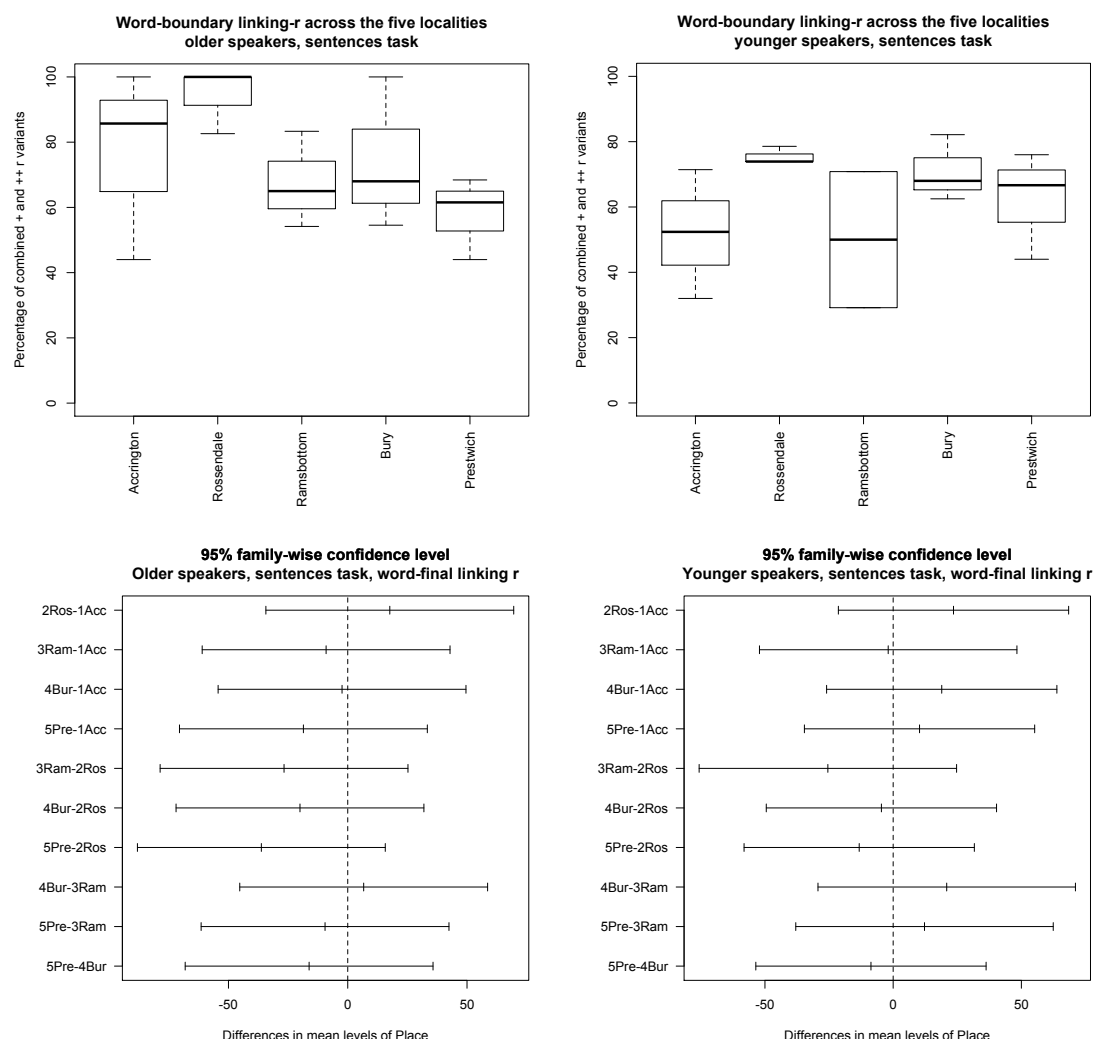 Word-boundary linking-r across the five localities
older speakers, sentences task
Percentage of combined + and ++ r variants
100
80
60
40
20
0
Accrington
Rossendale
Ramsbottom
Bury
Prestwich
Word-boundary linking-r across the five localities
younger speakers, sentences task
Percentage of combined + and ++ r variants
100
80
60
40
20
0
Accrington
Rossendale
Ramsbottom
Bury
Prestwich
95% family-wise confidence level
Older speakers, sentences task, word-final linking r
2Ros-1Acc
3Ram-1Acc
4Bur-1Acc
5Pre-1Acc
3Ram-2Ros
4Bur-2Ros
5Pre-2Ros
4Bur-3Ram
5Pre-3Ram
5Pre-4Bur
-50 0 50
Differences in mean levels of Place
95% family-wise confidence level
Younger speakers, sentences task, word-final linking r
2Ros-1Acc
3Ram-1Acc
4Bur-1Acc
5Pre-1Acc
3Ram-2Ros
4Bur-2Ros
5Pre-2Ros
4Bur-3Ram
5Pre-3Ram
5Pre-4Bur
-50 0 50
Differences in mean levels of Place